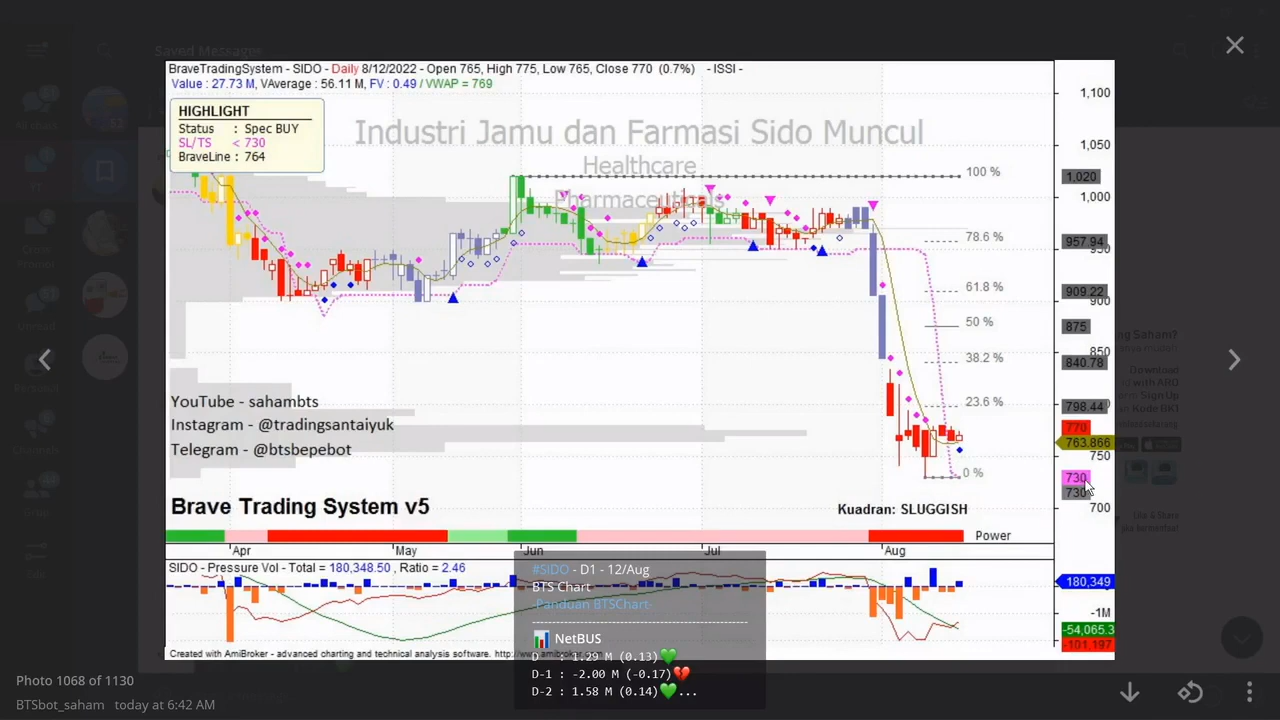 Saved Messages
BraveTradingSystem - SIDO - Daily 8/12/2022 - Open 765, High 775, Low 765, Close 770 (0.7%) - ISSI -
Value : 27.73 M, VAverage : 56.11 M, FV : 0.49 / VWAP = 769
HIGHLIGHT
Status : Spec BUY
SL/TS < 730
BraveLine : 764
Industri Jamu dan Farmasi Sido Muncul
Healthcare
Pharmaceuticals
1,100
1,050
1,020
1,000
957.94
950
909.22
900
875
850
840.78
798.44
770
763.866
750
730
730
700
100 %
78.6 %
61.8 %
50 %
38.2 %
23.6 %
0 %
YouTube - sahambts
Instagram - @tradingsantaiyuk
Telegram - @btsbepebot
Brave Trading System v5
Kuadran: SLUGGISH
Power
Apr May Jun Jul Aug
SIDO - Pressure Vol - Total = 180,348.50 , Ratio = 2.46
180,349
-1M
-54,065.3
-101,197
Created with AmiBroker - advanced charting and technical analysis software. http://www.amibroker.com
#SIDO - D1 - 12/Aug
BTS Chart
-Panduan BTSChart-
NetBUS
D : 1.29 M (0.13)
D-1 : -2.00 M (-0.17)
D-2 : 1.58 M (0.14)...
Photo 1068 of 1130
BTSbot_saham today at 6:42 AM